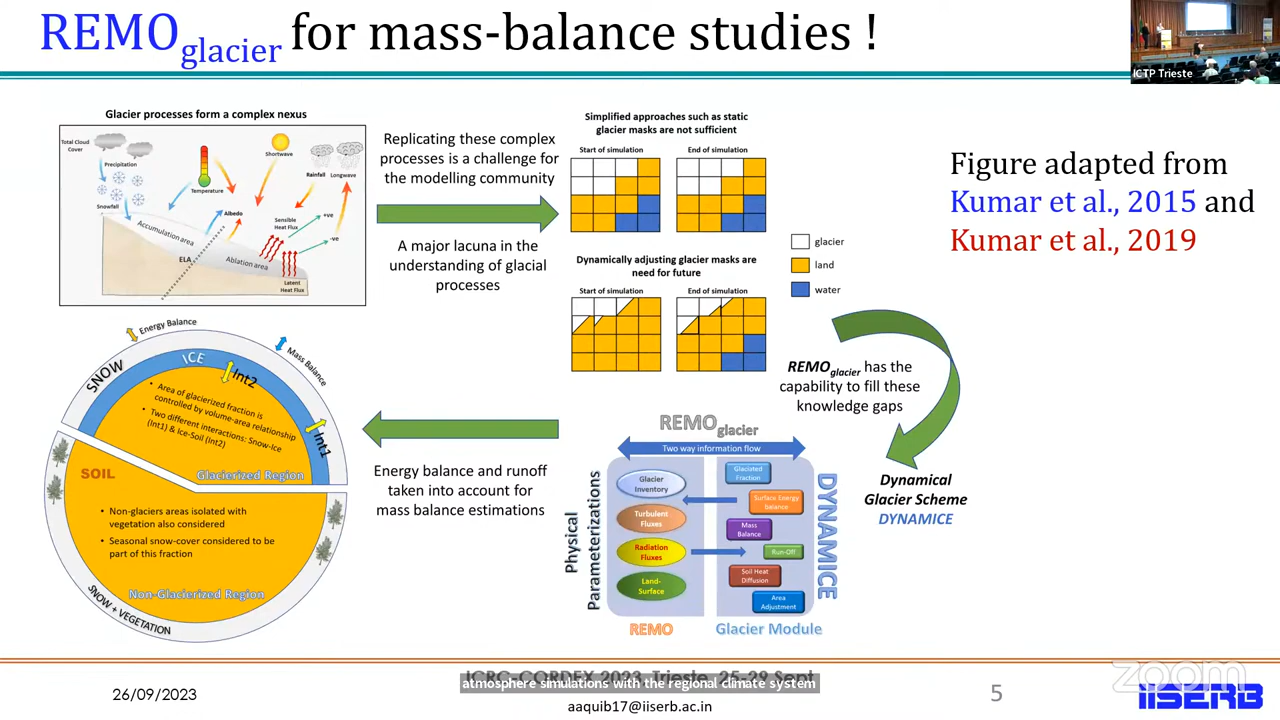 REMOglacier for mass-balance studies !
ICTP Trieste
Glacier processes form a complex nexus
Total Cloud
Cover
Precipitation
Snowfall
Temperature
Shortwave
Rainfall
Longwave
Albedo
Sensible
Heat Flux
+ve
-ve
Accumulation area
ELA
Ablation area
Latent
Heat Flux
Replicating these complex
processes is a challenge for
the modelling community
A major lacuna in the
understanding of glacial
processes
Simplified approaches such as static
glacier masks are not sufficient
Start of simulation
End of simulation
Dynamically adjusting glacier masks are
need for future
Start of simulation
End of simulation
glacier
land
water
Figure adapted from
Kumar et al., 2015 and
Kumar et al., 2019
REMOglacier has the
capability to fill these
knowledge gaps
Dynamical
Glacier Scheme
DYNAMICE
REMOglacier
Two way information flow
Physical
Parameterizations
Glacier
Inventory
Turbulent
Fluxes
Radiation
Fluxes
Land-
Surface
Glaciated
Fraction
Surface Energy
balance
Mass
Balance
Run-Off
Soil Heat
Diffusion
Area
Adjustment
DYNAMICE
REMO
Glacier Module
Energy balance and runoff
taken into account for
mass balance estimations
Energy Balance
Mass Balance
SNOW
ICE
Int2
Int1
• Area of glacierized fraction is
controlled by volume-area relationship
• Two different interactions: Snow-Ice
(Int1) & Ice-Soil (Int2)
Glacierized Region
SOIL
• Non-glaciers areas isolated with
vegetation also considered
• Seasonal snow-cover considered to be
part of this fraction
Non-Glacierized Region
SNOW + VEGETATION
26/09/2023
ICRC-CORDEX 2023, Trieste, 25-29 Sept
atmosphere simulations with the regional climate system
aaquib17@iiserb.ac.in
5
zoom
IISERB